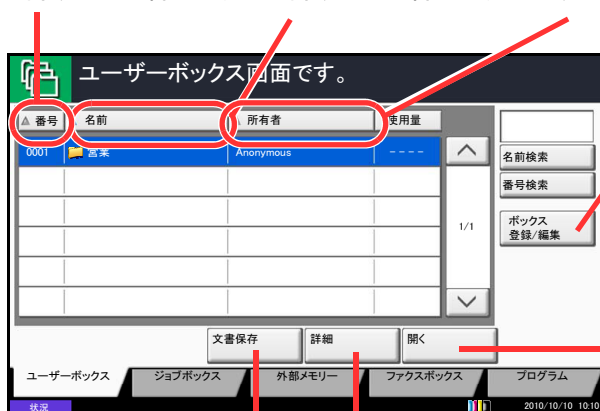 ユーザーボックス画面です。
番号 名前 所有者 使用量
0001 営業 Anonymous ----
名前検索
番号検索
ボックス
登録/編集
1/1
文書保存 詳細 開く
ユーザーボックス ジョブボックス 外部メモリー ファクスボックス プログラム
状況 2010/10/10 10:10